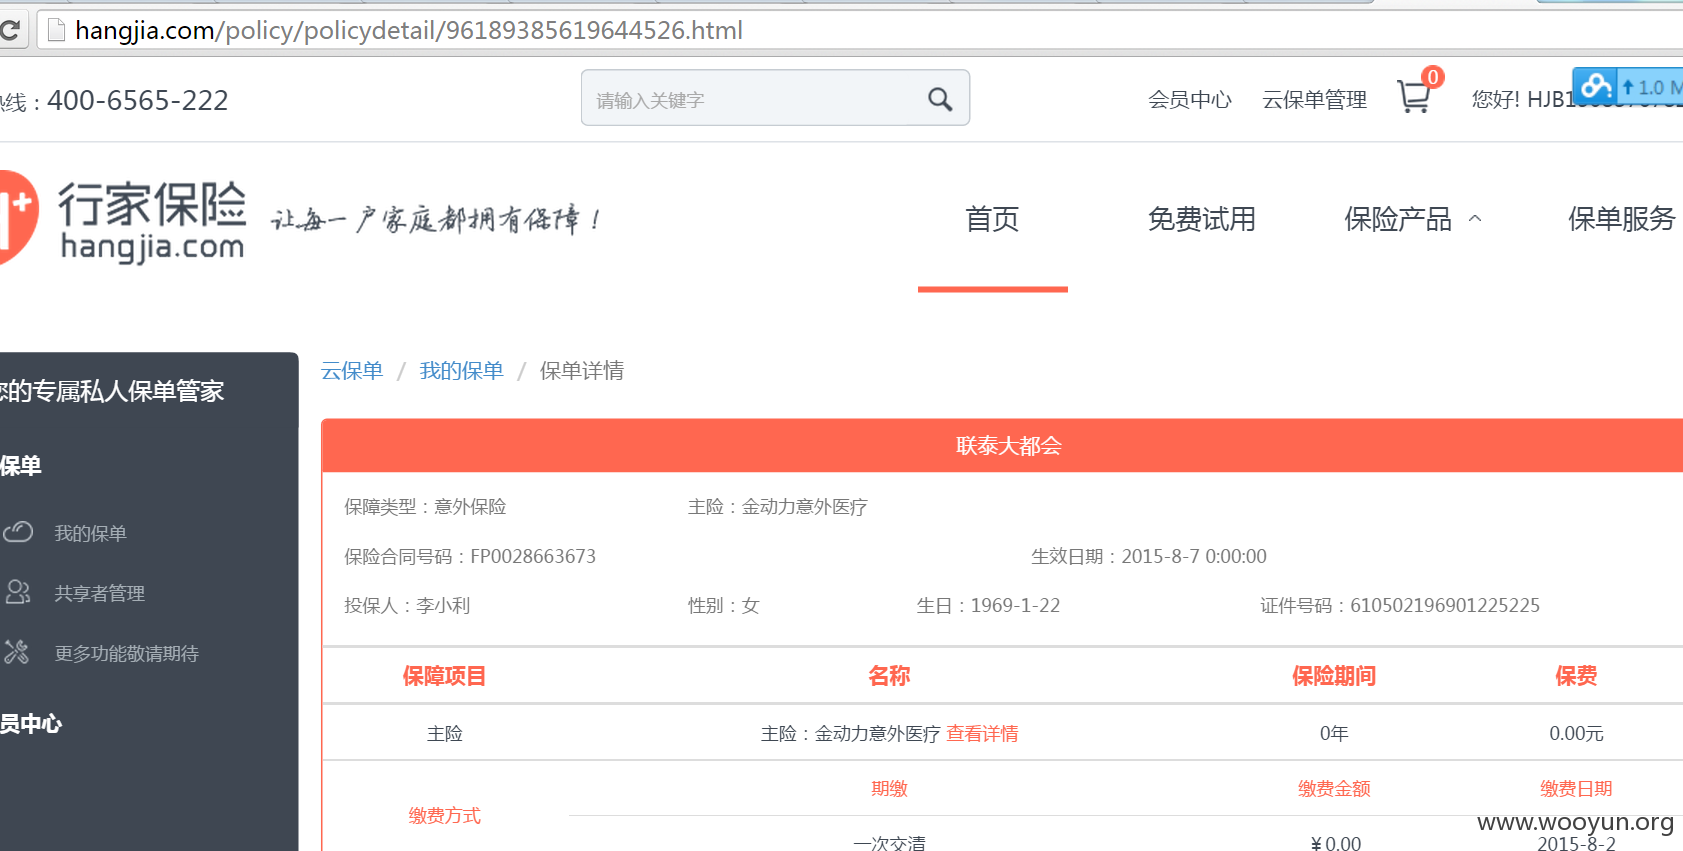 hangjia.com/policy/policydetail/96189385619644526.html
热线：400-6565-222
请输入关键字
会员中心 云保单管理 0 您好! HJB1
1.0 M
行家保险
hangjia.com
让每一户家庭都拥有保障！
首页 免费试用 保险产品 保单服务
您的专属私人保单管家
保单
我的保单
共享者管理
更多功能敬请期待
员中心
云保单 / 我的保单 / 保单详情
联泰大都会
保障类型：意外保险 主险：金动力意外医疗
保险合同号码：FP0028663673 生效日期：2015-8-7 0:00:00
投保人：李小利 性别：女 生日：1969-1-22 证件号码：610502196901225225
保障项目 名称 保险期间 保费
主险 主险：金动力意外医疗 查看详情 0年 0.00元
缴费方式 期缴 缴费金额 缴费日期
一次交清 ¥0.00 2015-8-2
www.wooyun.org